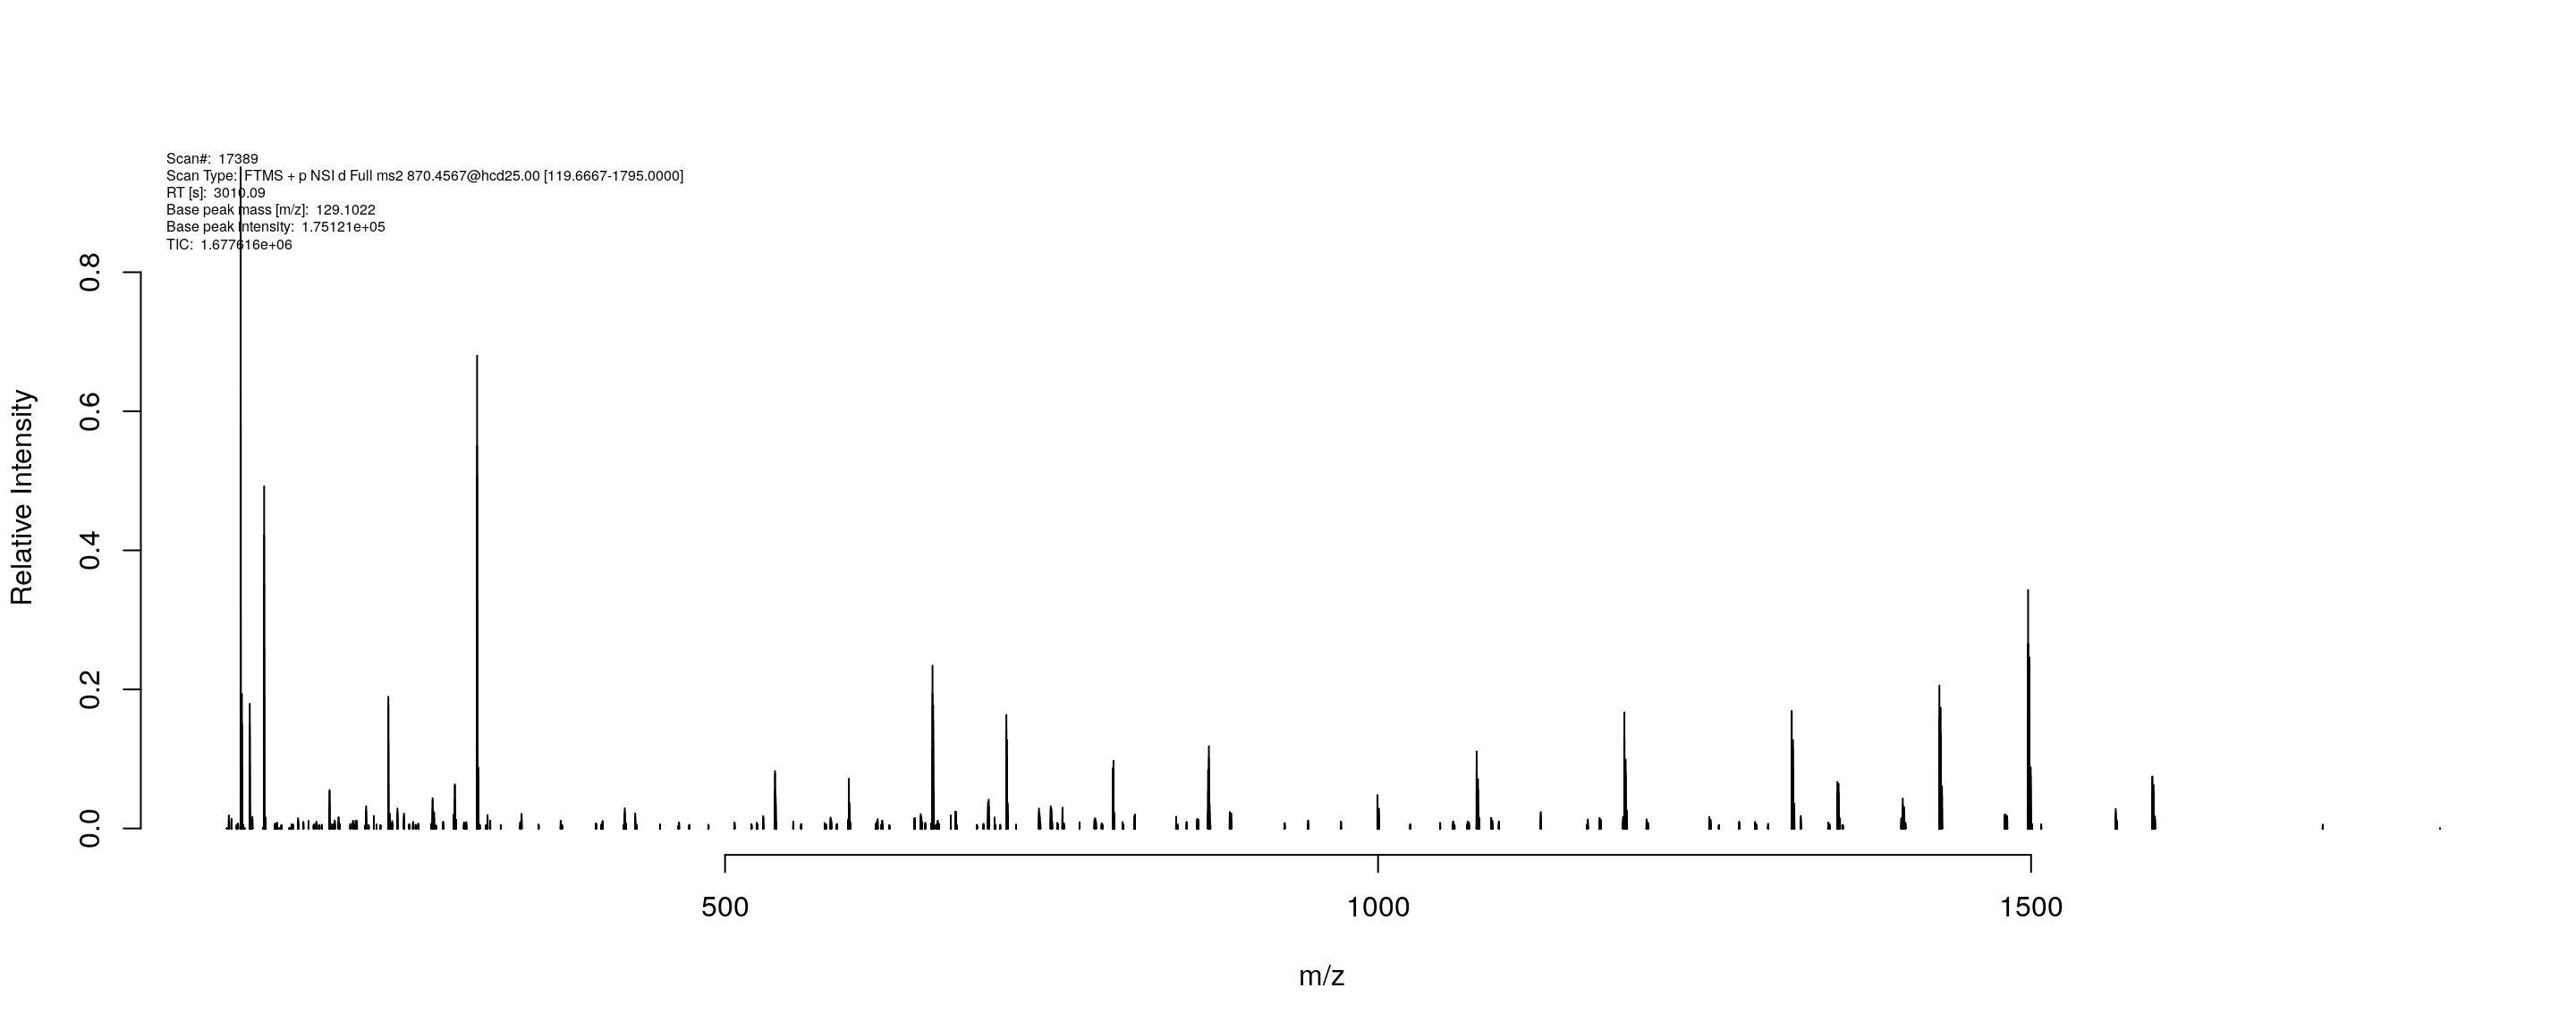 Scan#: 17389
Scan Type: FTMS + p NSI d Full ms2 870.4567@hcd25.00 [119.6667-1795.0000]
RT [s]: 3010.09
Base peak mass [m/z]: 129.1022
Base peak intensity: 1.75121e+05
TIC: 1.677616e+06
0.8
0.6
0.4
0.2
0.0
Relative Intensity
500 1000 1500
m/z